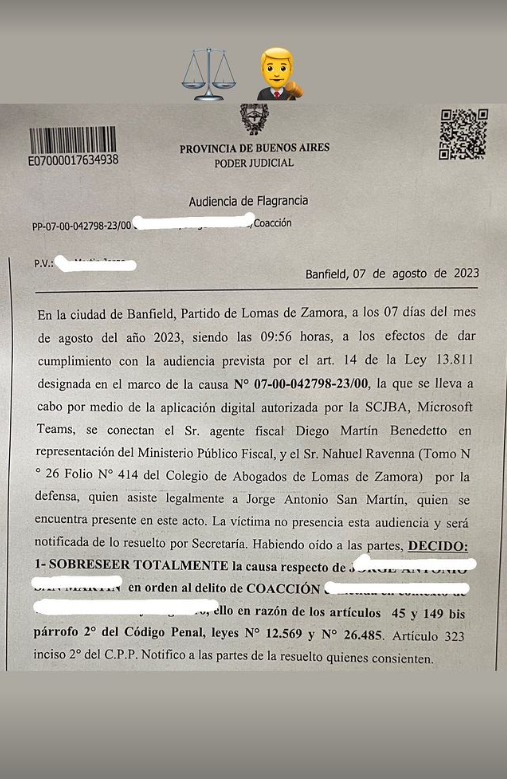 E07000017634938
PROVINCIA DE BUENOS AIRES
PODER JUDICIAL
Audiencia de Flagrancia
PP-07-00-042798-23/00 Coacción
P.V.:
Banfield, 07 de agosto de 2023
En la ciudad de Banfield, Partido de Lomas de Zamora, a los 07 días del mes
de agosto del año 2023, siendo las 09:56 horas, a los efectos de dar
cumplimiento con la audiencia prevista por el art. 14 de la Ley 13.811
designada en el marco de la causa N° 07-00-042798-23/00, la que se lleva a
cabo por medio de la aplicación digital autorizada por la SCJBA, Microsoft
Teams, se conectan el Sr. agente fiscal Diego Martín Benedetto en
representación del Ministerio Público Fiscal, y el Sr. Nahuel Ravenna (Tomo N
° 26 Folio N° 414 del Colegio de Abogados de Lomas de Zamora) por la
defensa, quien asiste legalmente a Jorge Antonio San Martín, quien se
encuentra presente en este acto. La víctima no presencia esta audiencia y será
notificada de lo resuelto por Secretaría. Habiendo oído a las partes, DECIDO:
1- SOBRESEER TOTALMENTE la causa respecto de
en orden al delito de COACCIÓN
ello en razón de los artículos 45 y 149 bis
párrofo 2° del Código Penal, leyes N° 12.569 y N° 26.485. Artículo 323
inciso 2° del C.P.P. Notifico a las partes de la resuelto quienes consienten.